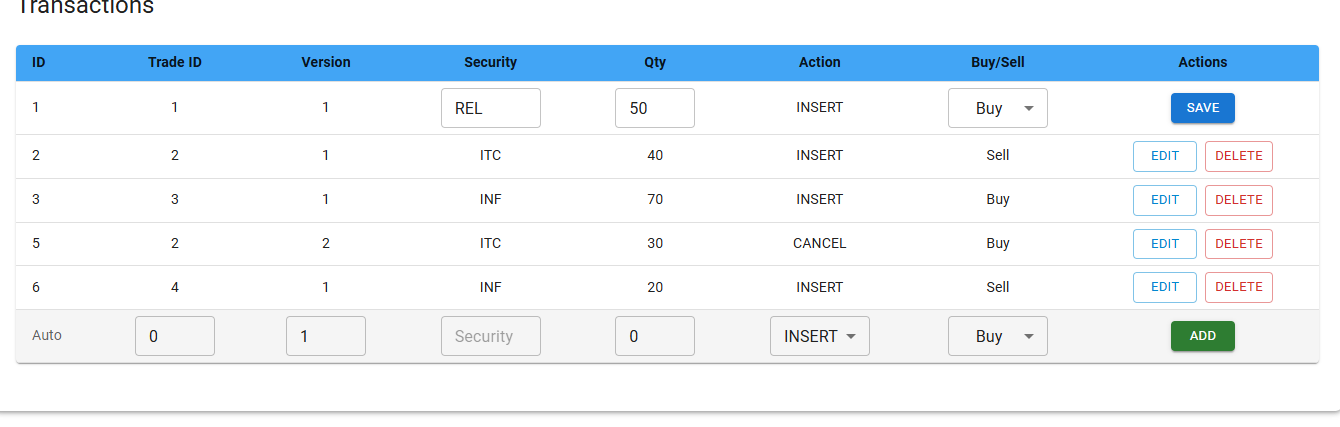 Transactions
ID Trade ID Version Security Qty Action Buy/Sell Actions
1 1 1 REL 50 INSERT Buy SAVE
2 2 1 ITC 40 INSERT Sell EDIT DELETE
3 3 1 INF 70 INSERT Buy EDIT DELETE
5 2 2 ITC 30 CANCEL Buy EDIT DELETE
6 4 1 INF 20 INSERT Sell EDIT DELETE
Auto 0 1 Security 0 INSERT Buy ADD